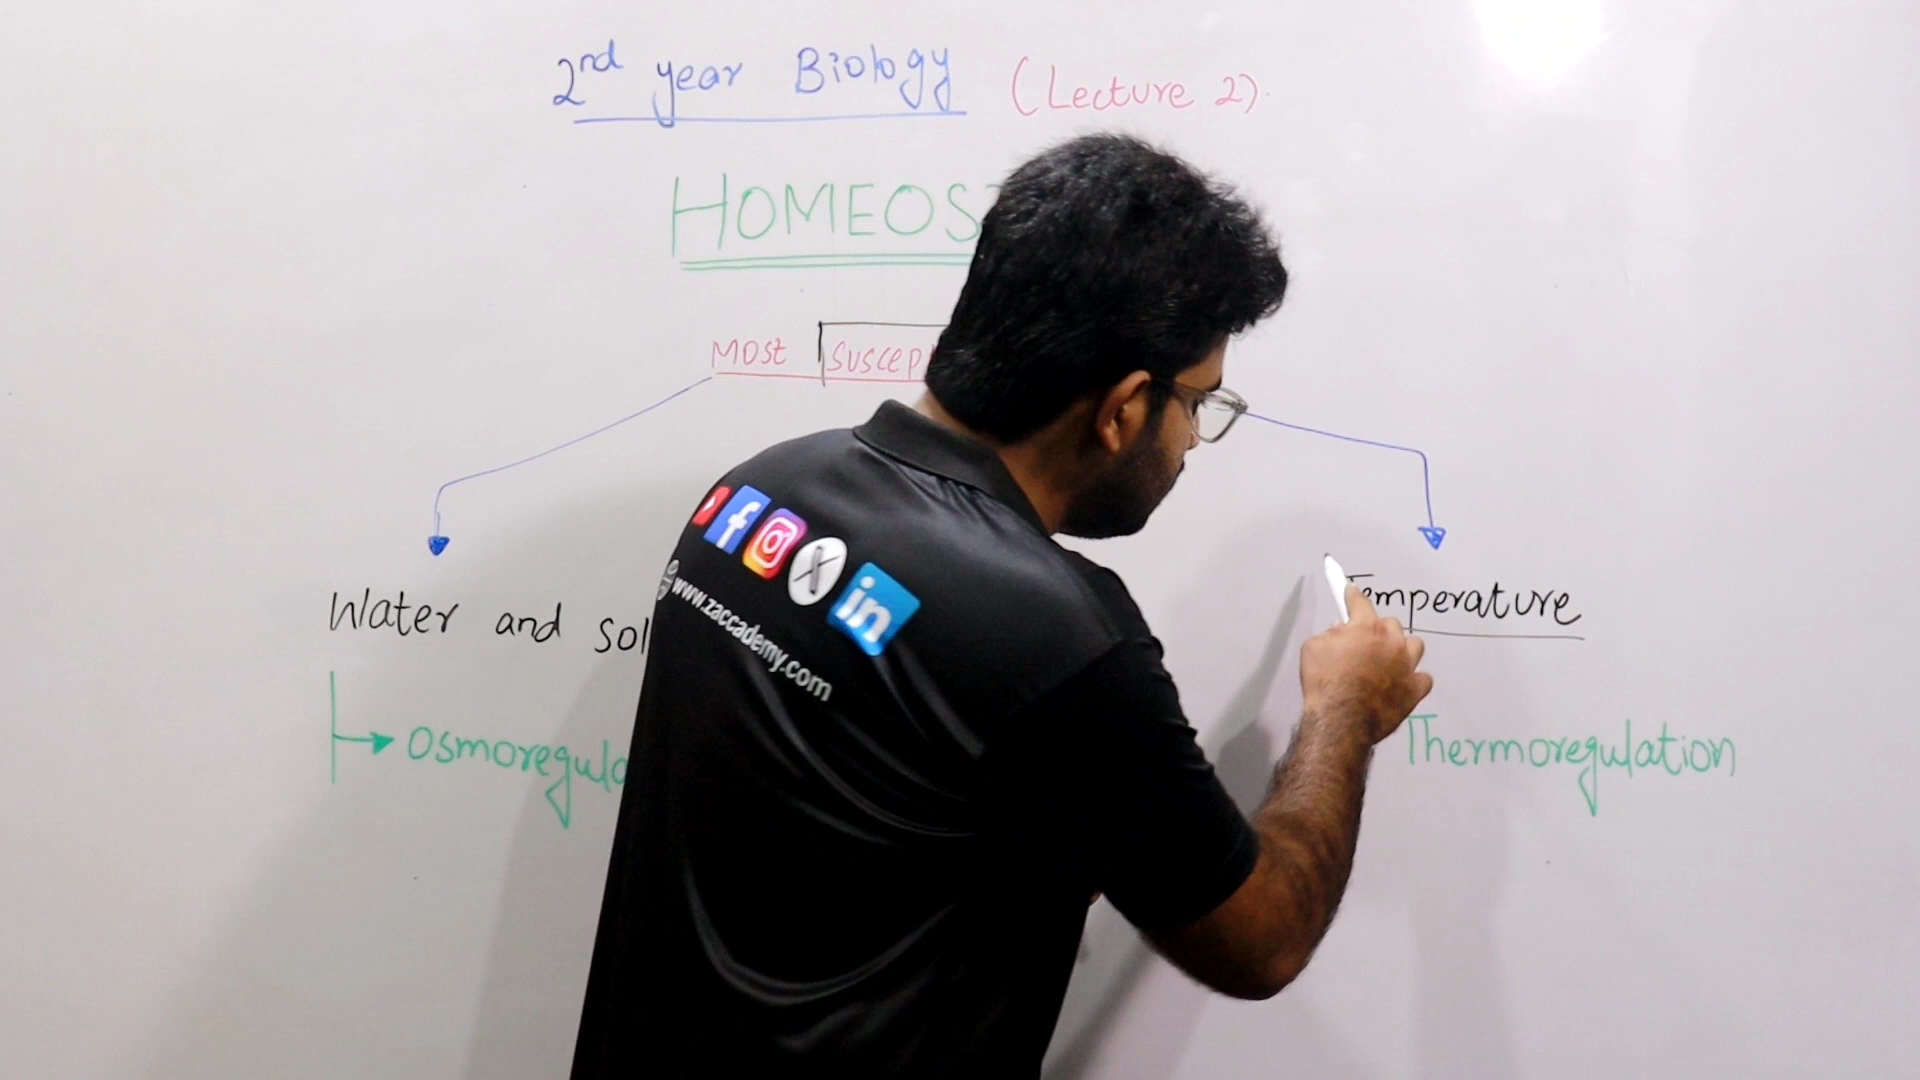 2nd year Biology (Lecture 2).
HOMEOS
MOST SUSCEP
Water and sol
Temperature
Osmoregula
Thermoregulation
www.zaccademy.com